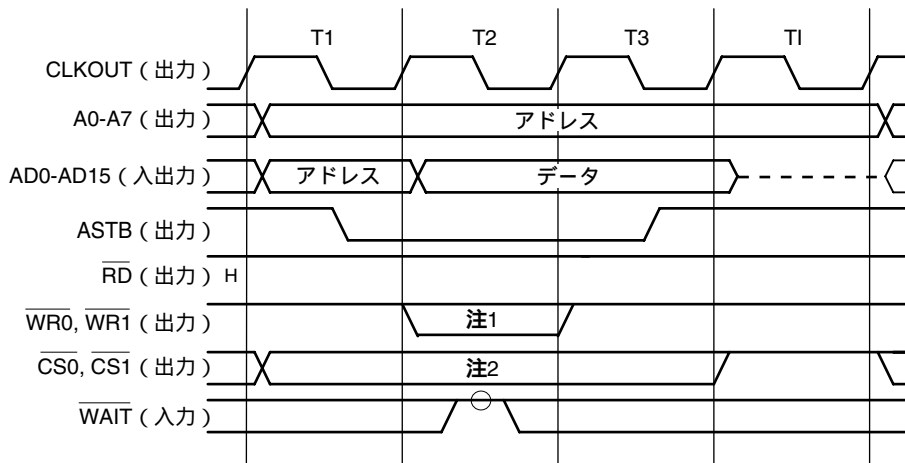 T1 T2 T3 TI
CLKOUT（出力）
A0-A7（出力） アドレス
AD0-AD15（入出力） アドレス データ
ASTB（出力）
RD（出力） H
WR0, WR1（出力） 注1
CS0, CS1（出力） 注2
WAIT（入力）